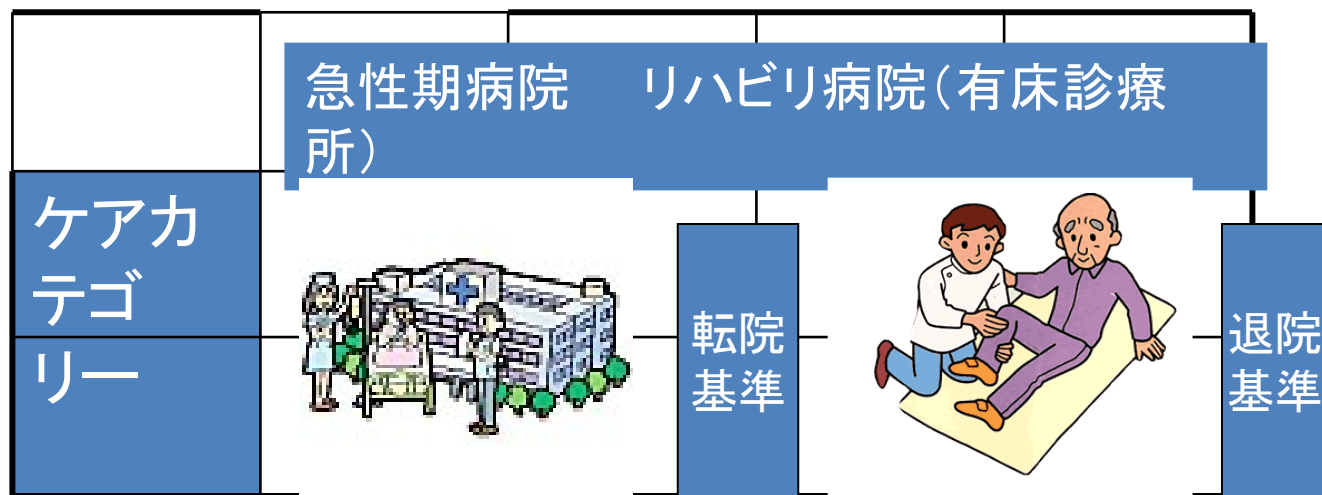 急性期病院　リハビリ病院（有床診療
所）
ケアカ
テゴ
リー
転院
基準
退院
基準